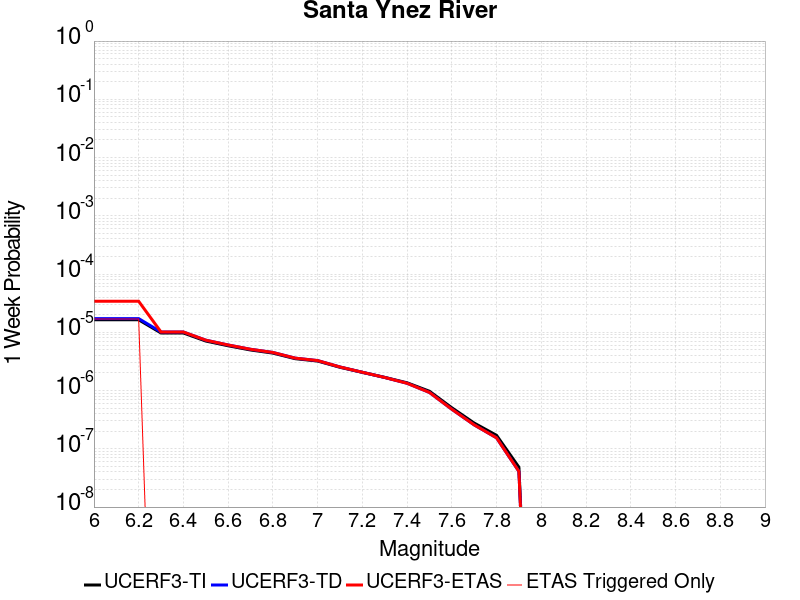 Santa Ynez River
10^0
10^-1
10^-2
10^-3
10^-4
10^-5
10^-6
10^-7
10^-8
1 Week Probability
6 6.2 6.4 6.6 6.8 7 7.2 7.4 7.6 7.8 8 8.2 8.4 8.6 8.8 9
Magnitude
UCERF3-TI UCERF3-TD UCERF3-ETAS ETAS Triggered Only